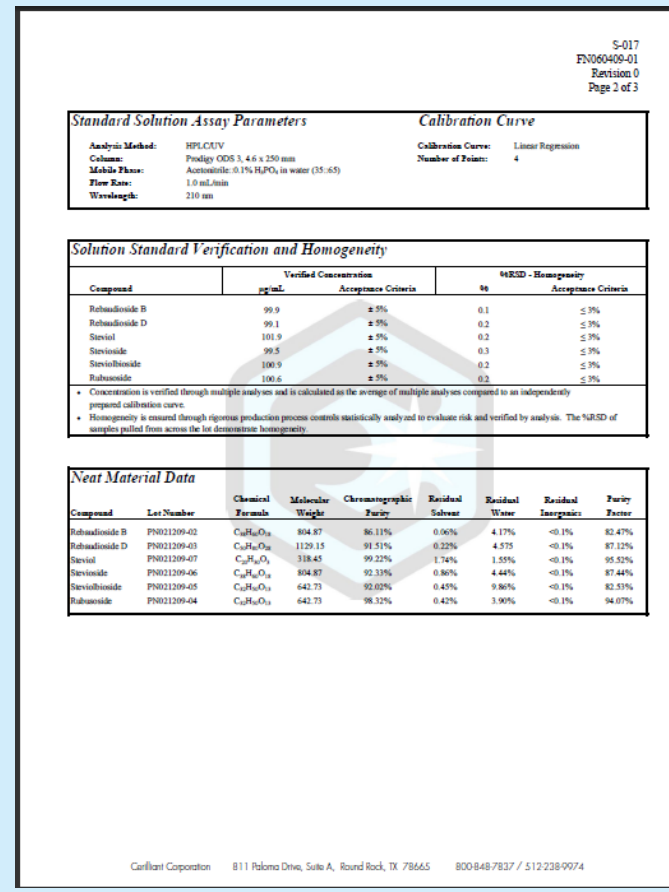 S-017
FN060409-01
Revision 0
Page 2 of 3
Standard Solution Assay Parameters Calibration Curve
Analysis Method: HPLC/UV Calibration Curve: Linear Regression
Column: Prodigy ODS 3, 4.6 x 250 mm Number of Points: 4
Mobile Phase: Acetonitrile::0.1% H₃PO₄ in water (35::65)
Flow Rate: 1.0 mL/min
Wavelength: 210 nm
Solution Standard Verification and Homogeneity
Verified Concentration %RSD - Homogeneity
Compound µg/mL Acceptance Criteria % Acceptance Criteria
Rebaudioside B 99.9 ± 5% 0.1 ≤ 3%
Rebaudioside D 99.1 ± 5% 0.2 ≤ 3%
Steviol 101.9 ± 5% 0.2 ≤ 3%
Stevioside 99.5 ± 5% 0.3 ≤ 3%
Steviolbioside 100.9 ± 5% 0.2 ≤ 3%
Rubusoside 100.6 ± 5% 0.2 ≤ 3%
• Concentration is verified through multiple analyses and is calculated as the average of multiple analyses compared to an independently
prepared calibration curve.
• Homogeneity is ensured through rigorous production process controls statistically analyzed to evaluate risk and verified by analysis. The %RSD of
samples pulled from across the lot demonstrate homogeneity.
Neat Material Data
Chemical Molecular Chromatographic Residual Residual Residual Purity
Compound Lot Number Formula Weight Purity Solvent Water Inorganics Factor
Rebaudioside B PN021209-02 C₃₈H₆₀O₁₈ 804.87 86.11% 0.06% 4.17% <0.1% 82.47%
Rebaudioside D PN021209-03 C₅₀H₈₀O₂₈ 1129.15 91.51% 0.22% 4.575 <0.1% 87.12%
Steviol PN021209-07 C₂₀H₃₀O₃ 318.45 99.22% 1.74% 1.55% <0.1% 95.52%
Stevioside PN021209-06 C₃₈H₆₀O₁₈ 804.87 92.33% 0.86% 4.44% <0.1% 87.44%
Steviolbioside PN021209-05 C₃₂H₅₀O₁₃ 642.73 92.02% 0.45% 9.86% <0.1% 82.53%
Rubusoside PN021209-04 C₃₂H₅₀O₁₃ 642.73 98.32% 0.42% 3.90% <0.1% 94.07%
Cerilliant Corporation 811 Paloma Drive, Suite A, Round Rock, TX 78665 800-848-7837 / 512-238-9974